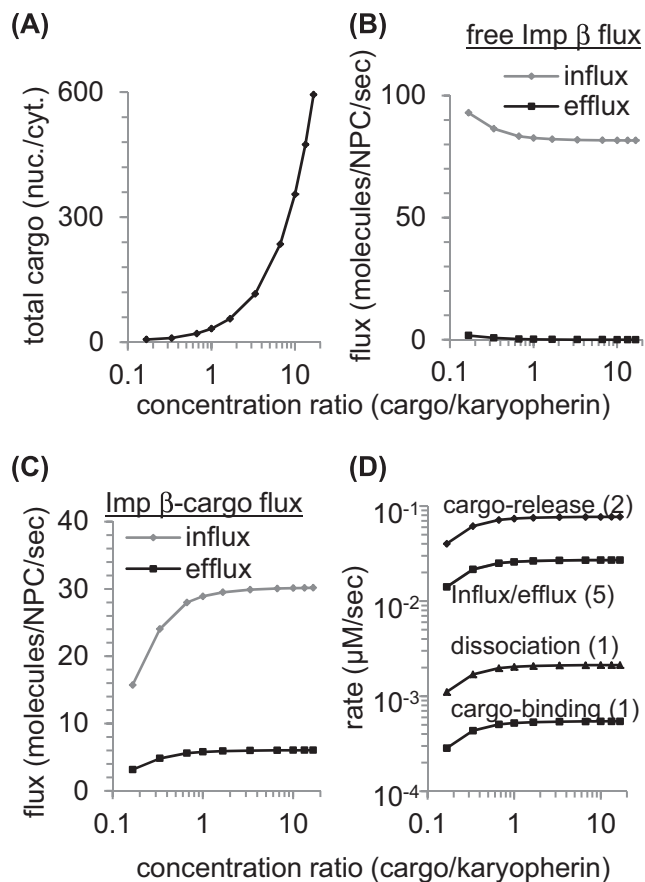 (A)
total cargo (nuc./cyt.)
600
300
0
0.1
1
10
(B)
free Imp β flux
influx
efflux
flux (molecules/NPC/sec)
100
50
0
0.1
1
10
concentration ratio (cargo/karyopherin)
(C)
Imp β-cargo flux
influx
efflux
flux (molecules/NPC/sec)
40
30
20
10
0
0.1
1
10
(D)
rate (µM/sec)
10-1
10-2
10-3
10-4
cargo-release (2)
Influx/efflux (5)
dissociation (1)
cargo-binding (1)
0.1
1
10
concentration ratio (cargo/karyopherin)